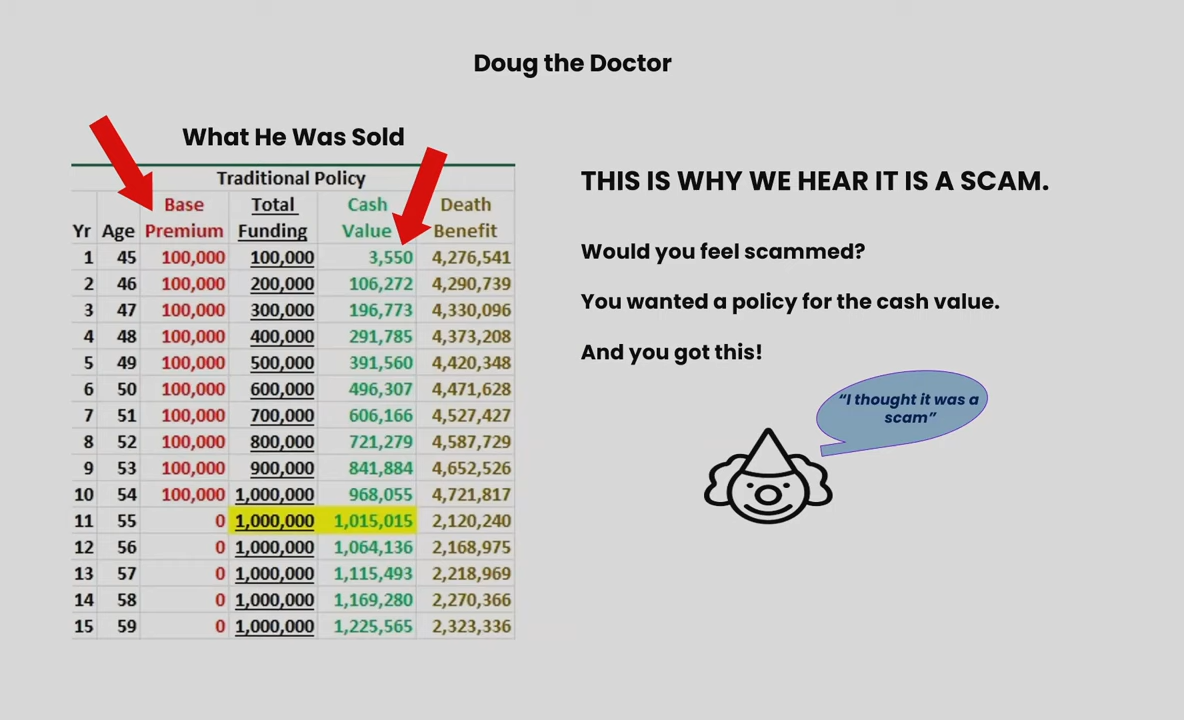 Doug the Doctor
What He Was Sold
Traditional Policy
Yr Age Base Premium Total Funding Cash Value Death Benefit
1 45 100,000 100,000 3,550 4,276,541
2 46 100,000 200,000 106,272 4,290,739
3 47 100,000 300,000 196,773 4,330,096
4 48 100,000 400,000 291,785 4,373,208
5 49 100,000 500,000 391,560 4,420,348
6 50 100,000 600,000 496,307 4,471,628
7 51 100,000 700,000 606,166 4,527,427
8 52 100,000 800,000 721,279 4,587,729
9 53 100,000 900,000 841,884 4,652,526
10 54 100,000 1,000,000 968,055 4,721,817
11 55 0 1,000,000 1,015,015 2,120,240
12 56 0 1,000,000 1,064,136 2,168,975
13 57 0 1,000,000 1,115,493 2,218,969
14 58 0 1,000,000 1,169,280 2,270,366
15 59 0 1,000,000 1,225,565 2,323,336
THIS IS WHY WE HEAR IT IS A SCAM.
Would you feel scammed?
You wanted a policy for the cash value.
And you got this!
“I thought it was a
scam”